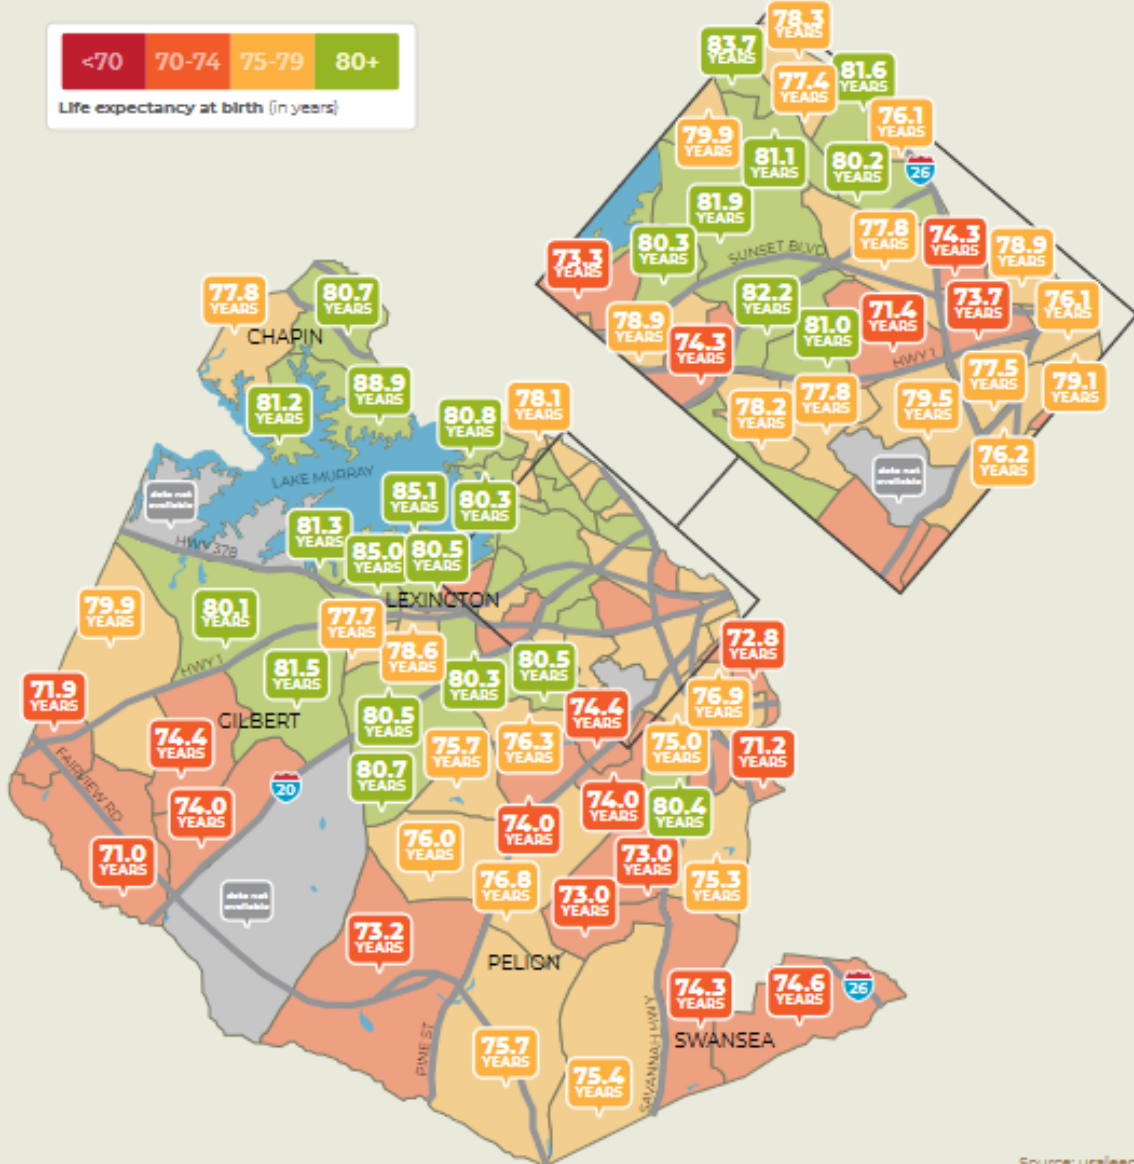 <70 70-74 75-79 80+
Life expectancy at birth (in years)
78.3 YEARS
83.7 YEARS
77.4 YEARS
81.6 YEARS
76.1 YEARS
79.9 YEARS
81.1 YEARS
80.2 YEARS
26
81.9 YEARS
77.8 YEARS
74.3 YEARS
78.9 YEARS
80.3 YEARS
SUNSET BLVD
73.3 YEARS
82.2 YEARS
73.7 YEARS
76.1 YEARS
78.9 YEARS
81.0 YEARS
71.4 YEARS
74.3 YEARS
HWY 1
77.5 YEARS
79.1 YEARS
78.2 YEARS
77.8 YEARS
79.5 YEARS
76.2 YEARS
data not available
77.8 YEARS
80.7 YEARS
CHAPIN
88.9 YEARS
81.2 YEARS
80.8 YEARS
78.1 YEARS
LAKE MURRAY
data not available
85.1 YEARS
80.3 YEARS
81.3 YEARS
HWY 378
85.0 YEARS
80.5 YEARS
LEXINGTON
79.9 YEARS
80.1 YEARS
77.7 YEARS
78.6 YEARS
72.8 YEARS
HWY 1
81.5 YEARS
80.3 YEARS
80.5 YEARS
71.9 YEARS
GILBERT
80.5 YEARS
74.4 YEARS
76.9 YEARS
74.4 YEARS
75.7 YEARS
76.3 YEARS
75.0 YEARS
71.2 YEARS
FAIRVIEW RD
20
80.7 YEARS
74.0 YEARS
74.0 YEARS
80.4 YEARS
71.0 YEARS
76.0 YEARS
74.0 YEARS
73.0 YEARS
data not available
76.8 YEARS
73.0 YEARS
75.3 YEARS
73.2 YEARS
PELION
74.3 YEARS
74.6 YEARS
26
SWANSEA
PINE ST
75.7 YEARS
75.4 YEARS
SAVANNAH HWY
Source: